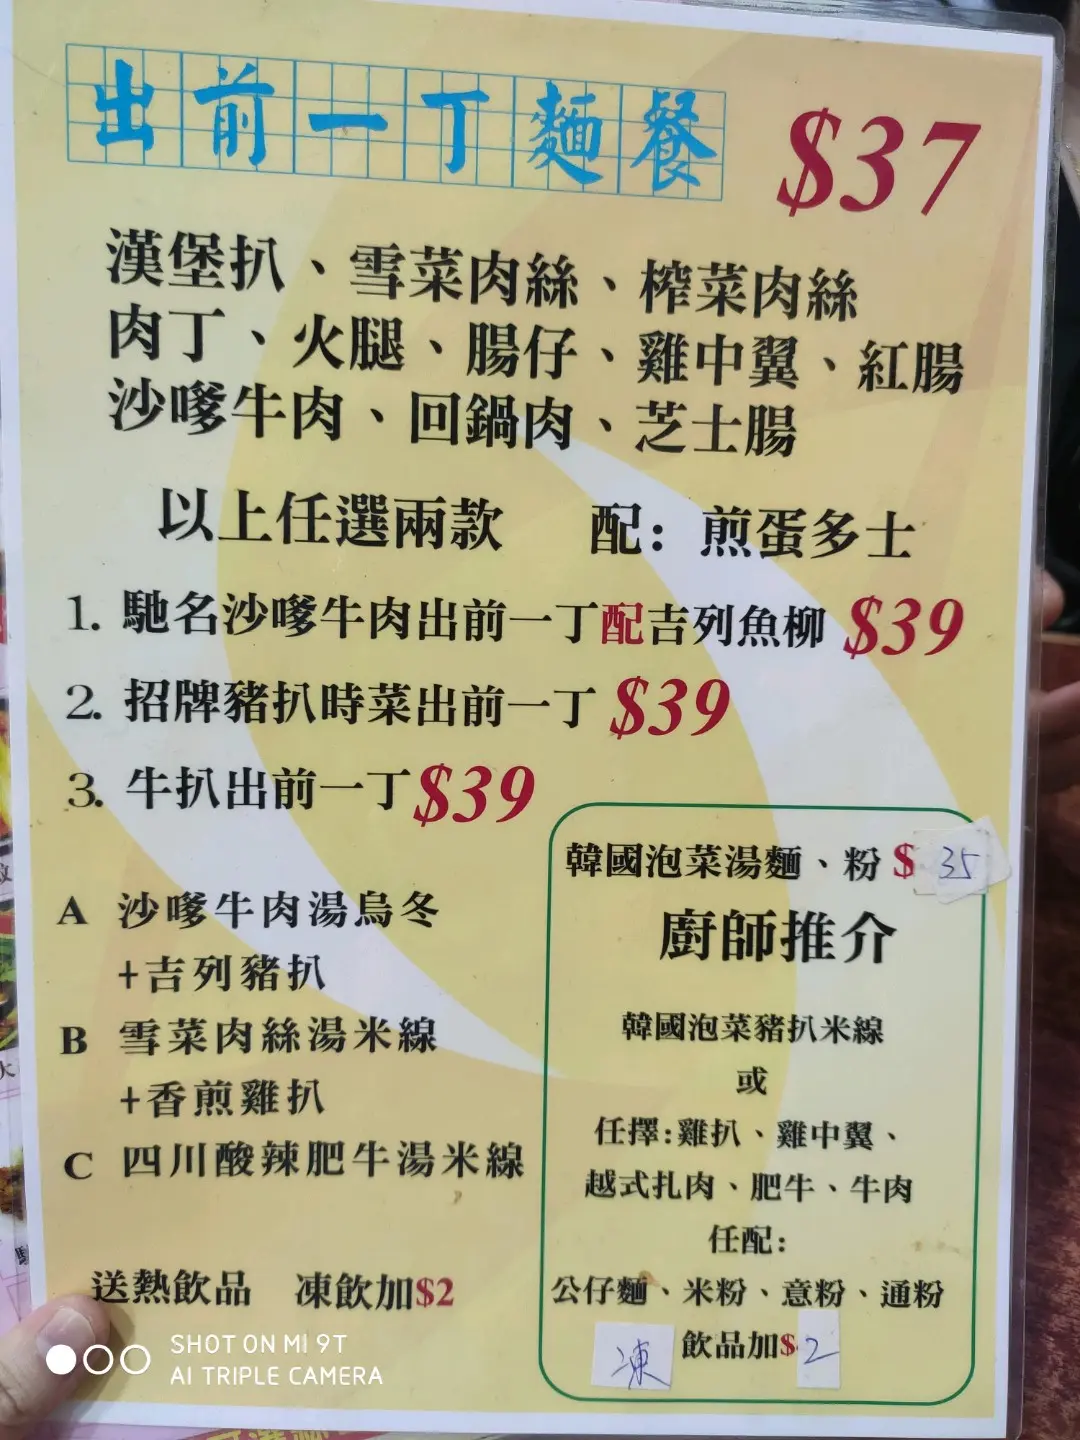 出前一丁麵餐 $37
漢堡扒、雪菜肉絲、榨菜肉絲
肉丁、火腿、腸仔、雞中翼、紅腸
沙嗲牛肉、回鍋肉、芝士腸
以上任選兩款 配：煎蛋多士
1. 馳名沙嗲牛肉出前一丁配吉列魚柳 $39
2. 招牌豬扒時菜出前一丁 $39
3. 牛扒出前一丁 $39
A 沙嗲牛肉湯烏冬
+吉列豬扒
B 雪菜肉絲湯米線
+香煎雞扒
C 四川酸辣肥牛湯米線
送熱飲品 凍飲加$2
韓國泡菜湯麵、粉 $ 35
廚師推介
韓國泡菜豬扒米線
或
任擇:雞扒、雞中翼、
越式扎肉、肥牛、牛肉
任配:
公仔麵、米粉、意粉、通粉
凍 飲品加$2
SHOT ON MI 9T
AI TRIPLE CAMERA